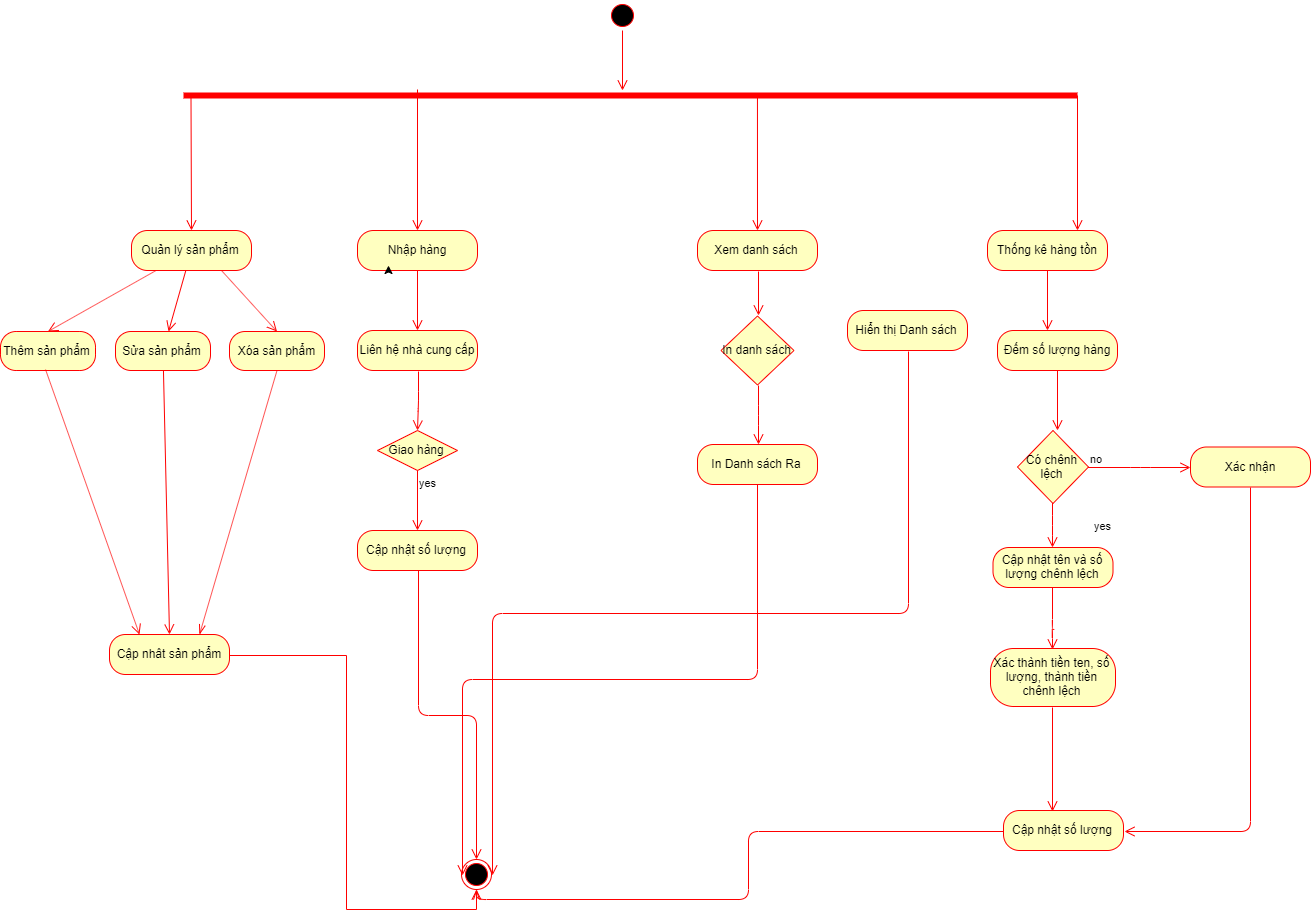 Quản lý sản phẩm
Nhập hàng
Xem danh sách
Thống kê hàng tồn
Thêm sản phẩm
Sửa sản phẩm
Xóa sản phẩm
Liên hệ nhà cung cấp
In danh sách
Hiển thị Danh sách
Đếm số lượng hàng
Giao hàng
yes
In Danh sách Ra
Có chênh
lệch
no
Xác nhận
yes
Cập nhật số lượng
Cập nhật tên và số
lượng chênh lệch
Cập nhât sản phẩm
Xác thành tiền ten, số
lượng, thành tiền
chênh lệch
Cập nhật số lượng